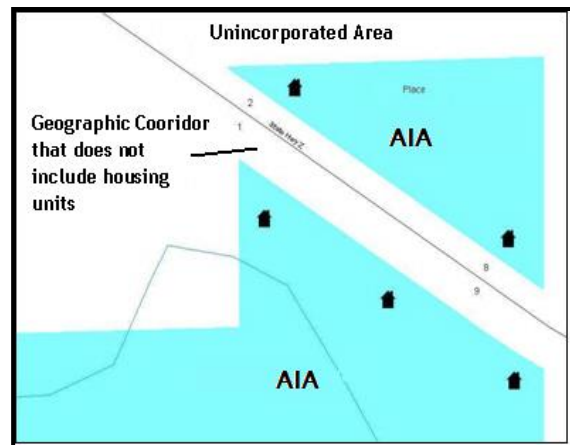 Unincorporated Area
Place
2
Geographic Cooridor
1
that does not
include housing
units
State Hwy Z
AIA
8
9
AIA